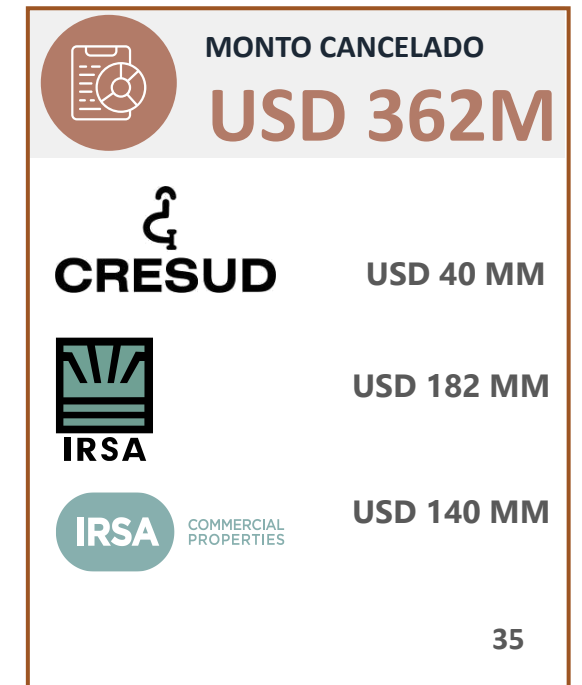 MONTO CANCELADO
USD 362M
CRESUD
USD 40 MM
IRSA
USD 182 MM
IRSA
COMMERCIAL
PROPERTIES
USD 140 MM
35